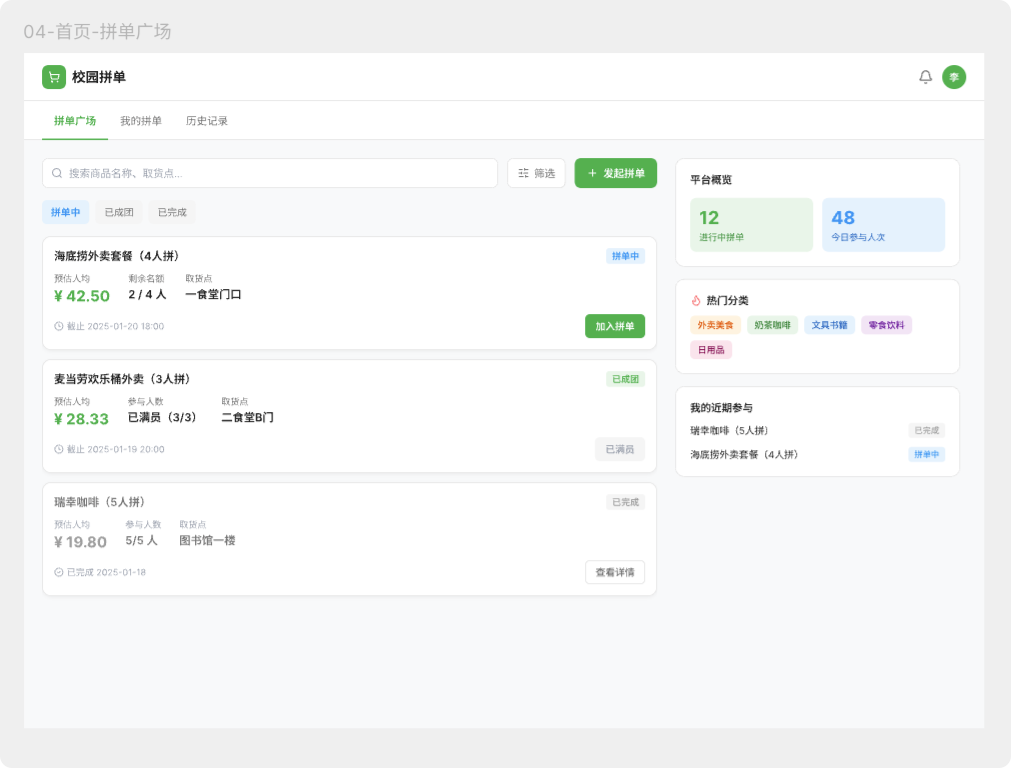 04-首页-拼单广场
校园拼单
李
拼单广场 我的拼单 历史记录
搜索商品名称、取货点...
筛选
+ 发起拼单
拼单中 已成团 已完成
海底捞外卖套餐（4人拼）
拼单中
预估人均 剩余名额 取货点
¥ 42.50 2 / 4 人 一食堂门口
截止 2025-01-20 18:00
加入拼单
麦当劳欢乐桶外卖（3人拼）
已成团
预估人均 参与人数 取货点
¥ 28.33 已满员（3/3） 二食堂B门
截止 2025-01-19 20:00
已满员
瑞幸咖啡（5人拼）
已完成
预估人均 参与人数 取货点
¥ 19.80 5/5 人 图书馆一楼
已完成 2025-01-18
查看详情
平台概览
12 48
进行中拼单 今日参与人次
热门分类
外卖美食 奶茶咖啡 文具书籍 零食饮料
日用品
我的近期参与
瑞幸咖啡（5人拼） 已完成
海底捞外卖套餐（4人拼） 拼单中